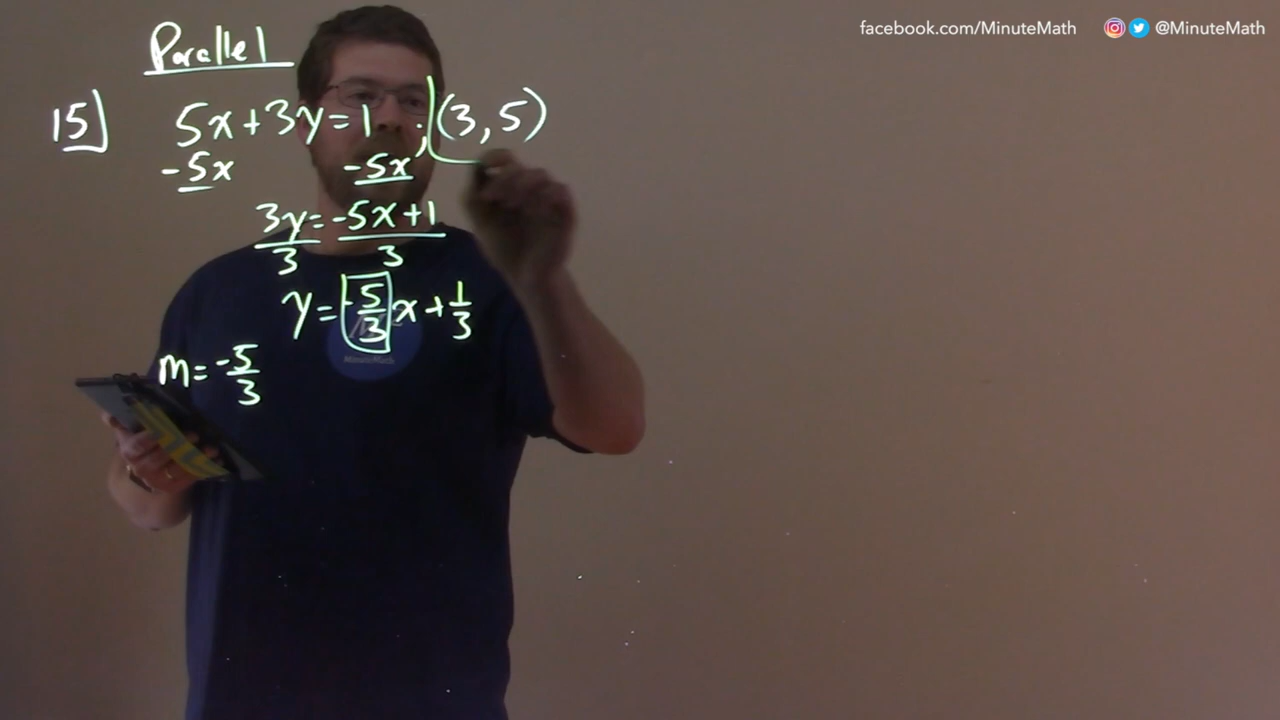 facebook.com/MinuteMath @MinuteMath
Parallel
15] 5x+3y=1 ; (3,5)
-5x -5x
3y = -5x+1
3 3
y = -5/3 x + 1/3
MinuteMath
m = -5/3